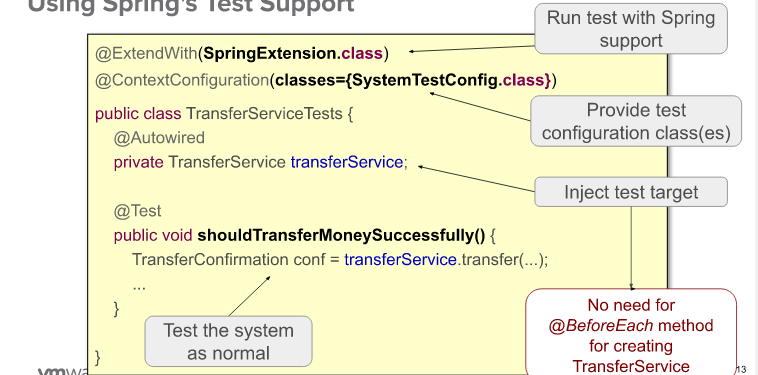 Using Spring's Test Support
Run test with Spring
support
@ExtendWith(SpringExtension.class)
@ContextConfiguration(classes={SystemTestConfig.class})
Provide test
configuration class(es)
public class TransferServiceTests {
@Autowired
private TransferService transferService;
Inject test target
@Test
public void shouldTransferMoneySuccessfully() {
TransferConfirmation conf = transferService.transfer(...);
...
}
No need for
@BeforeEach method
for creating
TransferService
Test the system
as normal
}
13